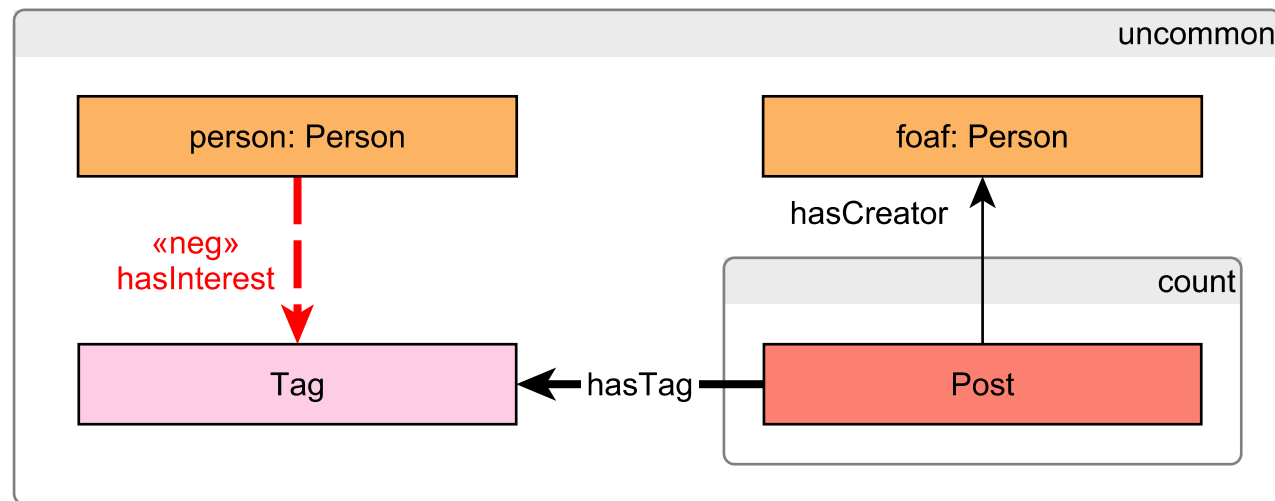 uncommon
person: Person
foaf: Person
hasCreator
«neg»
hasInterest
count
Tag
hasTag
Post